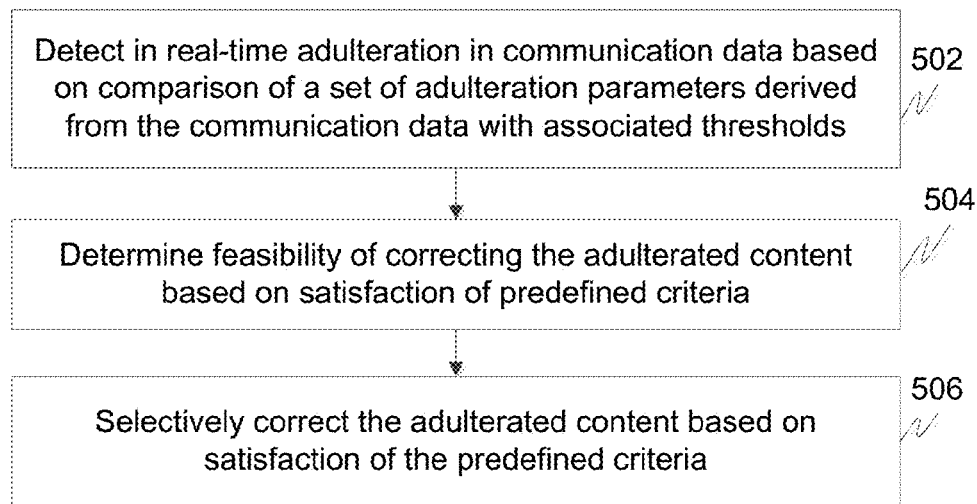 Detect in real-time adulteration in communication data based
on comparison of a set of adulteration parameters derived
from the communication data with associated thresholds
502
Determine feasibility of correcting the adulterated content
based on satisfaction of predefined criteria
504
Selectively correct the adulterated content based on
satisfaction of the predefined criteria
506